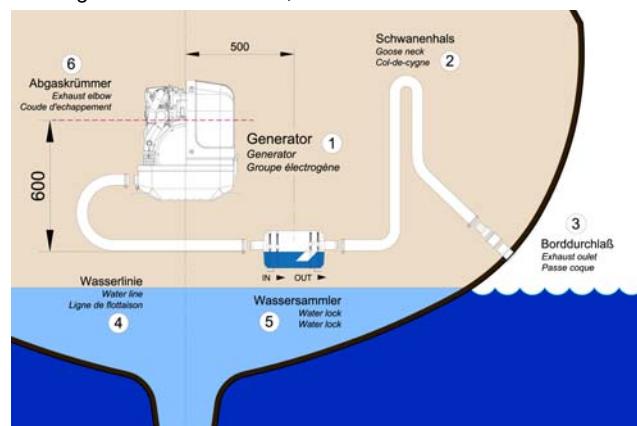 500
Schwanenhals
Goose neck
Col-de-cygne
2
6
Abgaskrümmer
Exhaust elbow
Coude d'echappement
Generator
Generator
Groupe électrogène
1
600
3
Borddurchlaß
Exhaust oulet
Passe coque
IN
OUT
Wasserlinie
Water line
Ligne de flottaison
4
Wassersammler
Water lock
Water lock
5